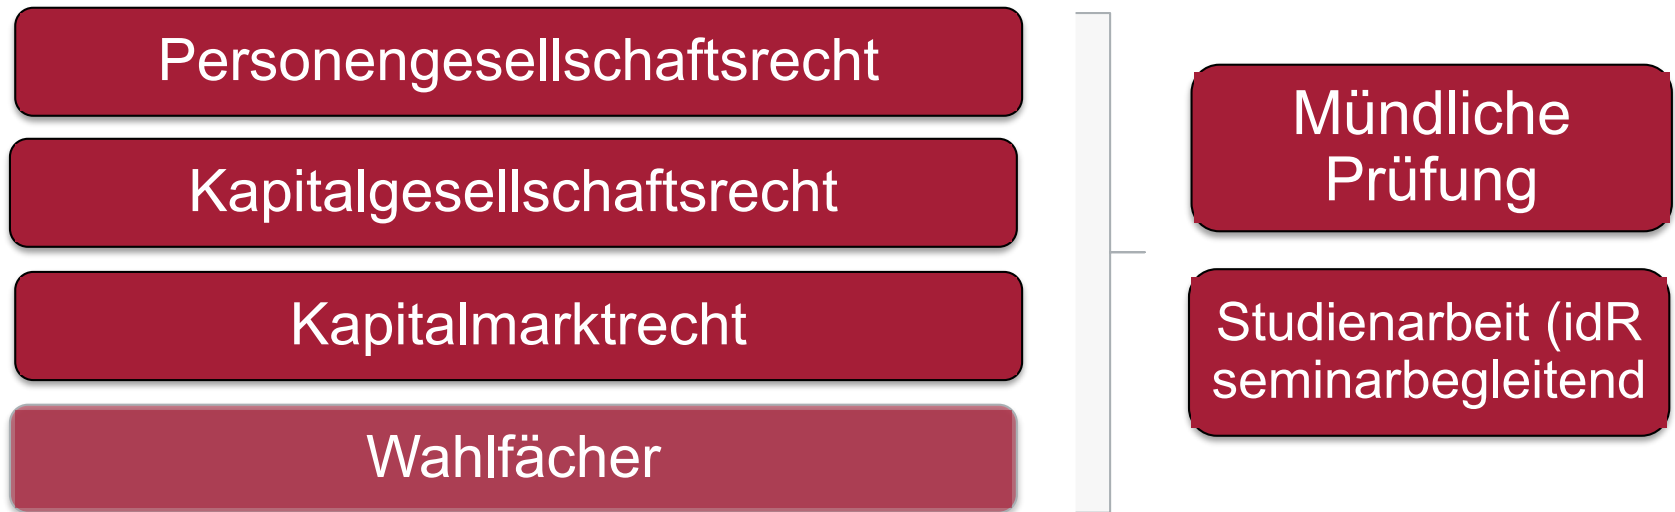 Personengesellschaftsrecht
Kapitalgesellschaftsrecht
Kapitalmarktrecht
Wahlfächer
Mündliche
Prüfung
Studienarbeit (idR
seminarbegleitend